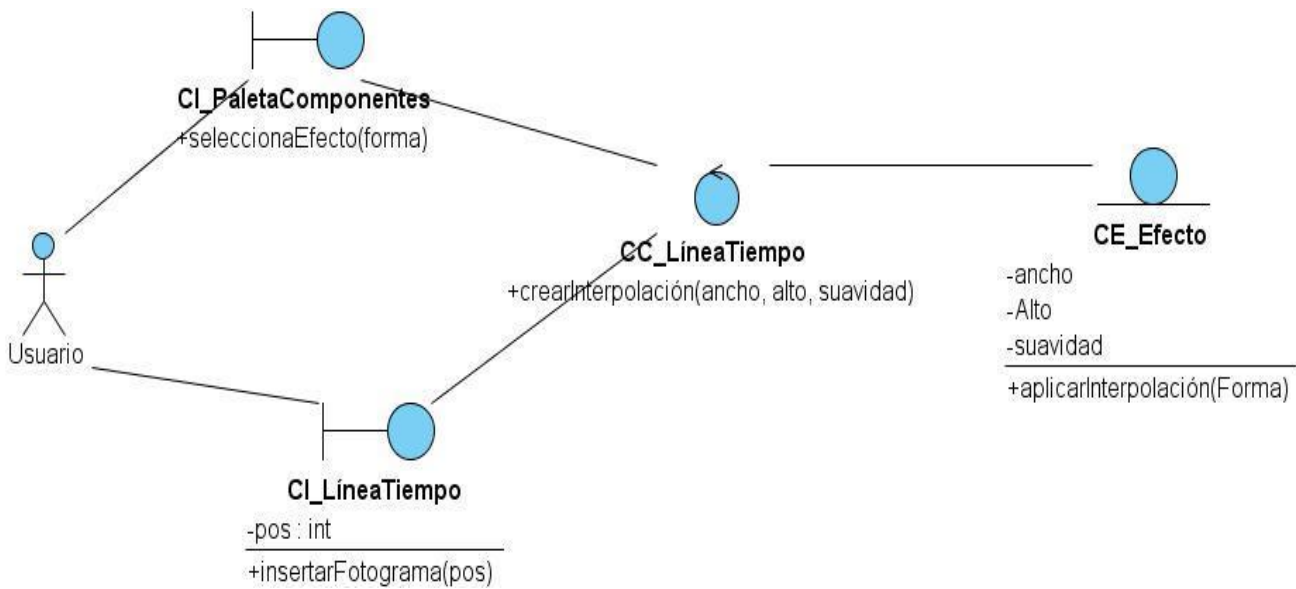 CI_PaletaComponentes
+seleccionaEfecto(forma)
CC_LíneaTiempo
+crearInterpolación(ancho, alto, suavidad)
CE_Efecto
-ancho
-Alto
-suavidad
+aplicarInterpolación(Forma)
Usuario
CI_LíneaTiempo
-pos : int
+insertarFotograma(pos)